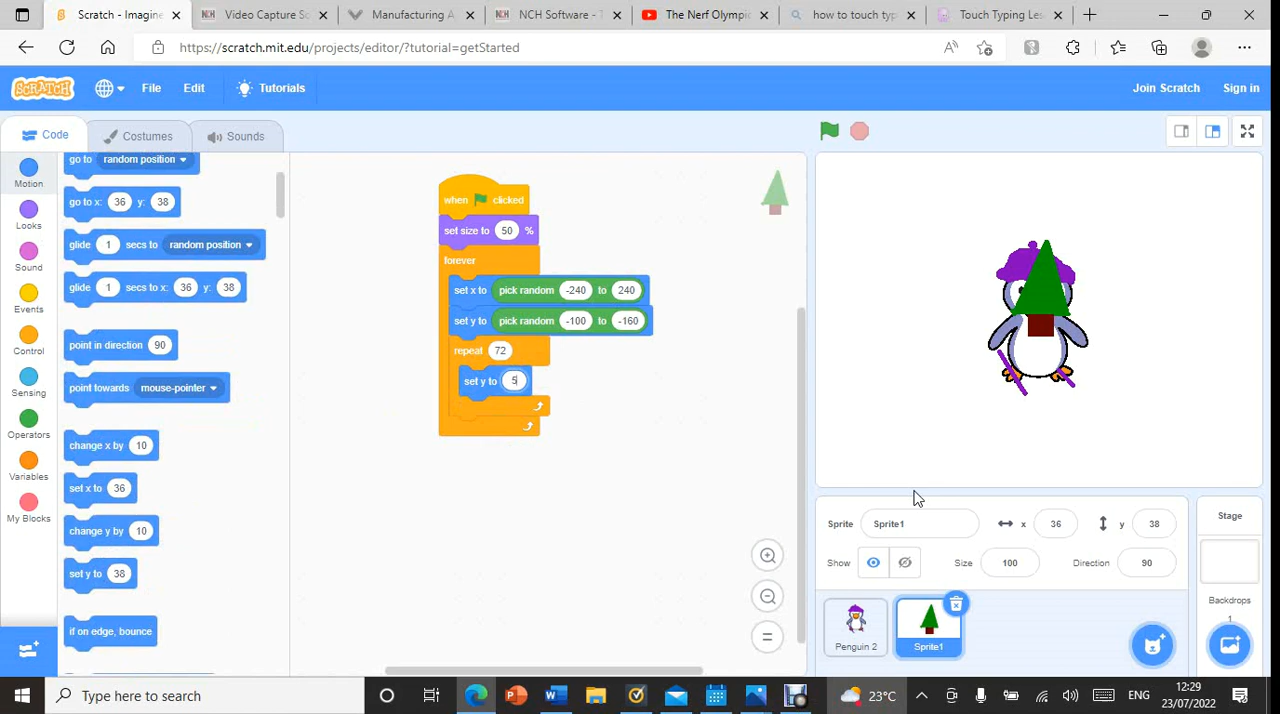 Scratch - Imagine
Video Capture So
Manufacturing A
NCH Software - T
The Nerf Olympic
how to touch typ
Touch Typing Les
https://scratch.mit.edu/projects/editor/?tutorial=getStarted
SCRATCH
File
Edit
Tutorials
Join Scratch
Sign in
Code
Costumes
Sounds
Motion
Looks
Sound
Events
Control
Sensing
Operators
Variables
My Blocks
go to random position
go to x: 36 y: 38
glide 1 secs to random position
glide 1 secs to x: 36 y: 38
point in direction 90
point towards mouse-pointer
change x by 10
set x to 36
change y by 10
set y to 38
if on edge, bounce
when clicked
set size to 50 %
forever
set x to pick random -240 to 240
set y to pick random -100 to -160
repeat 72
set y to 5
Sprite Sprite1 x 36 y 38
Show Size 100 Direction 90
Penguin 2
Sprite1
Stage
Backdrops
1
Type here to search
23°C
ENG
12:29
23/07/2022